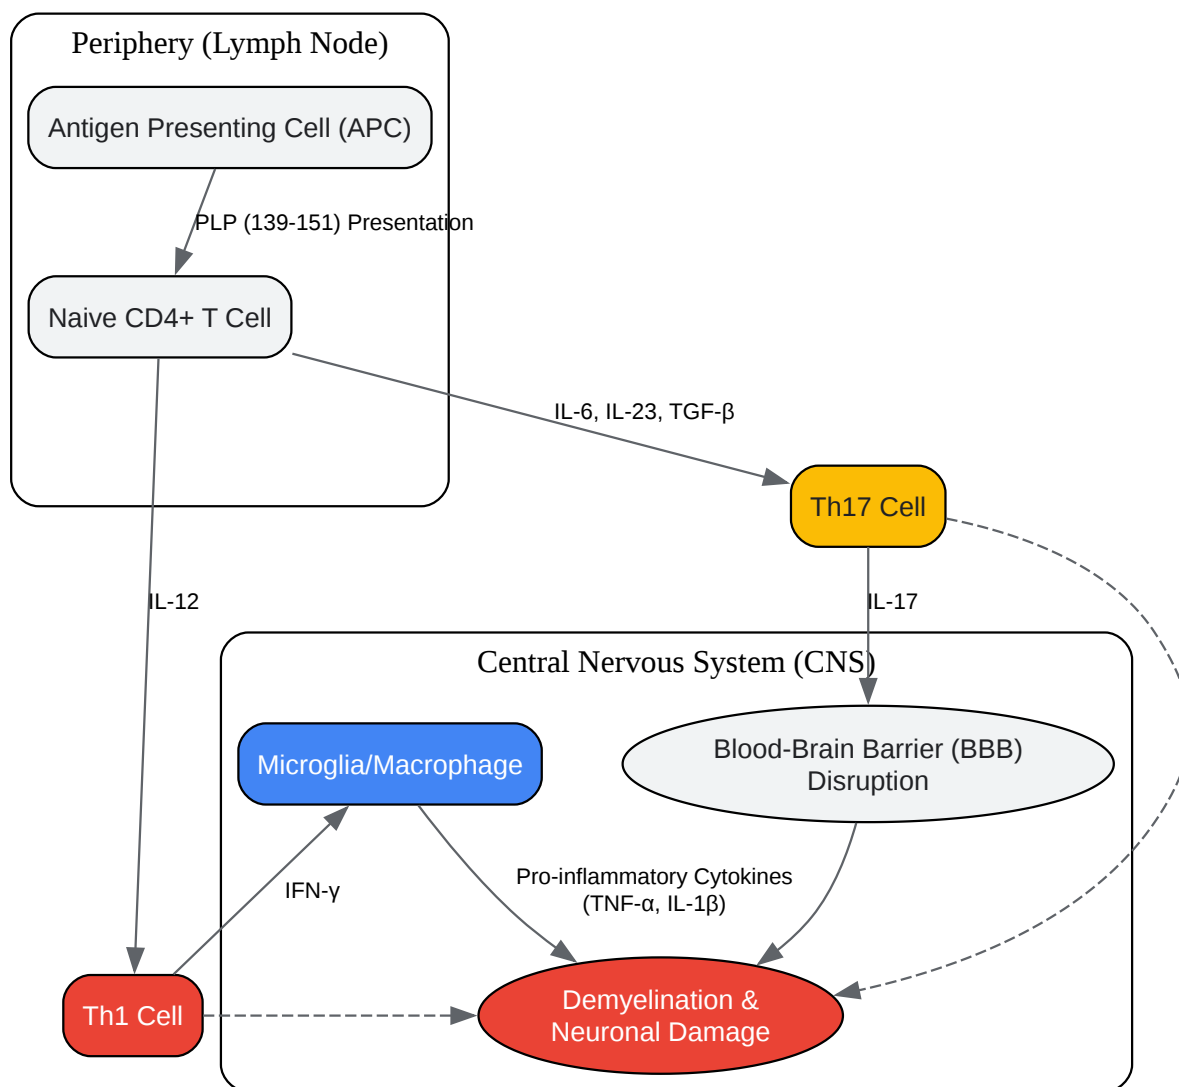 Periphery (Lymph Node)
Antigen Presenting Cell (APC)
PLP (139-151) Presentation
Naive CD4+ T Cell
IL-6, IL-23, TGF-β
Th17 Cell
IL-12
IL-17
Central Nervous System (CNS)
Microglia/Macrophage
Blood-Brain Barrier (BBB)
Disruption
Pro-inflammatory Cytokines
(TNF-α, IL-1β)
IFN-γ
Th1 Cell
Demyelination &
Neuronal Damage